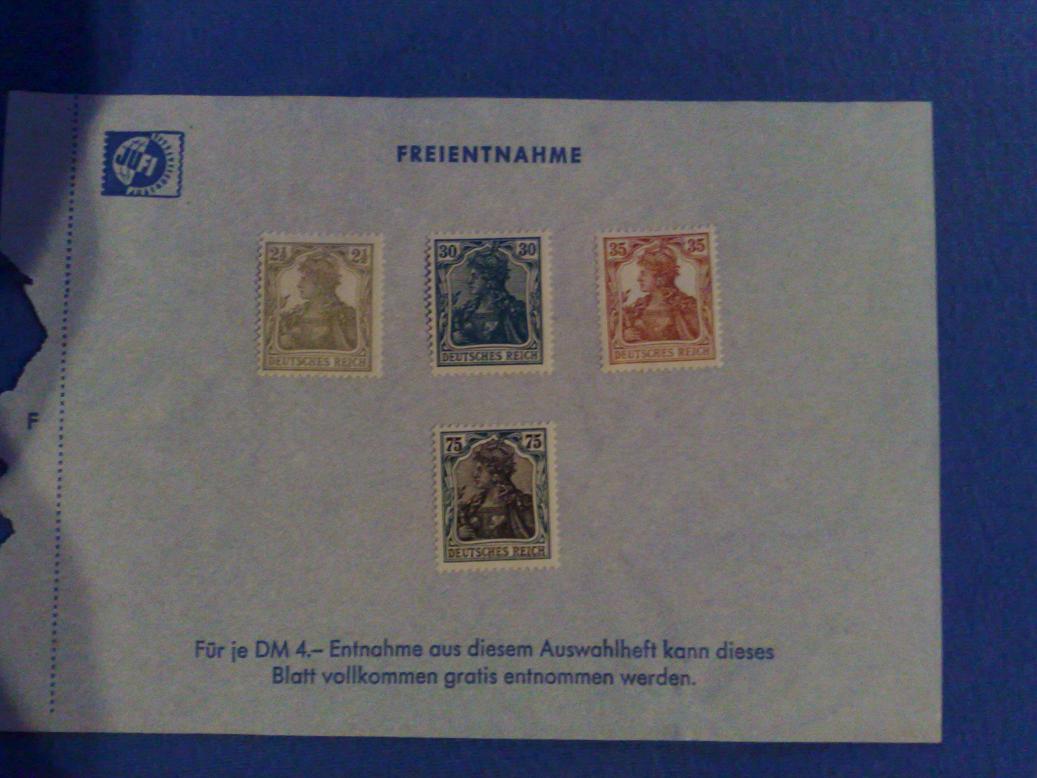 JUFI
FREIENTNAHME
2½ 2½
DEUTSCHES REICH
30 30
DEUTSCHES REICH
35 35
DEUTSCHES REICH
F
75 75
DEUTSCHES REICH
Für je DM 4.– Entnahme aus diesem Auswahlheft kann dieses
Blatt vollkommen gratis entnommen werden.